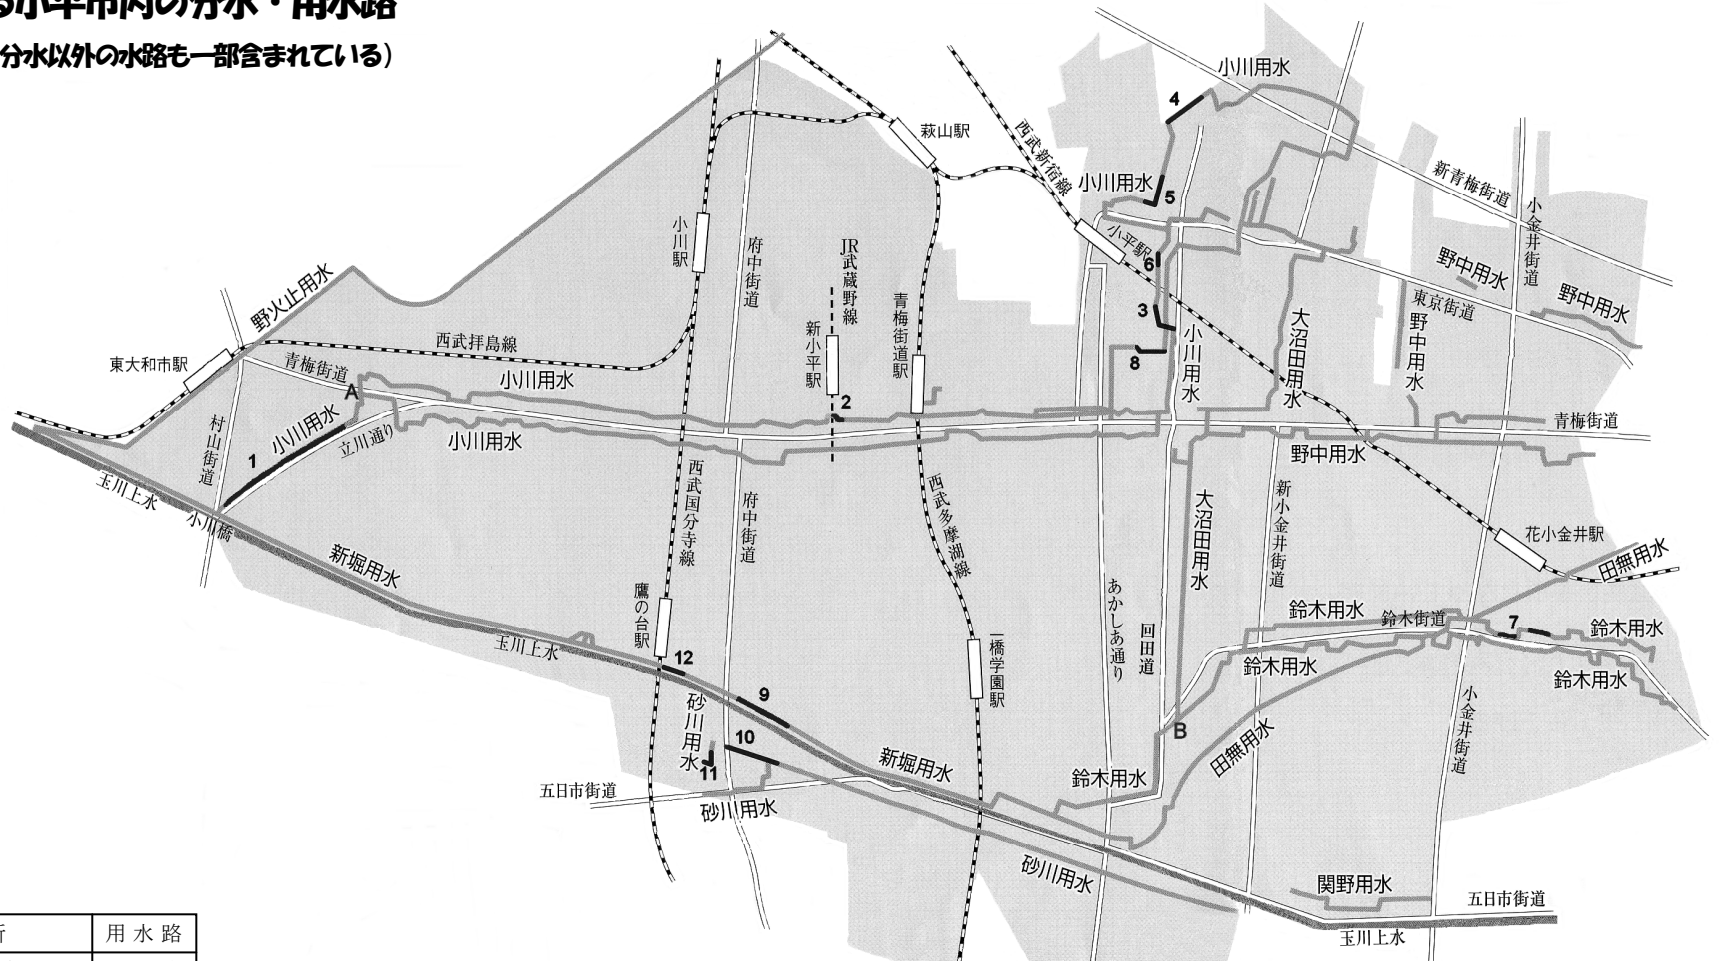 る小平市内の分水・用水路
分水以外の水路も一部含まれている）
小川用水
4
萩山駅
西武新宿線
小川用水
5
新青梅街道
小金井街道
小川駅
府中街道
JR武蔵野線
小平駅
6
野中用水
野中用水
野火止用水
東京街道
青梅街道駅
3
大沼田用水
野中用水
新小平駅
小川用水
西武拝島線
東大和市駅
青梅街道
8
小川用水
A
2
小川用水
立川通り
小川用水
村山街道
1
青梅街道
野中用水
玉川上水
小川橋
西武国分寺線
府中街道
西武多摩湖線
大沼田用水
新小金井街道
花小金井駅
田無用水
新堀用水
鷹の台駅
あかしあ通り
回田道
鈴木用水
鈴木街道
7
鈴木用水
玉川上水
一橋学園駅
鈴木用水
鈴木用水
12
9
砂川用水
小金井街道
10
B
11
田無用水
新堀用水
鈴木用水
五日市街道
砂川用水
砂川用水
関野用水
五日市街道
玉川上水
所
用水路